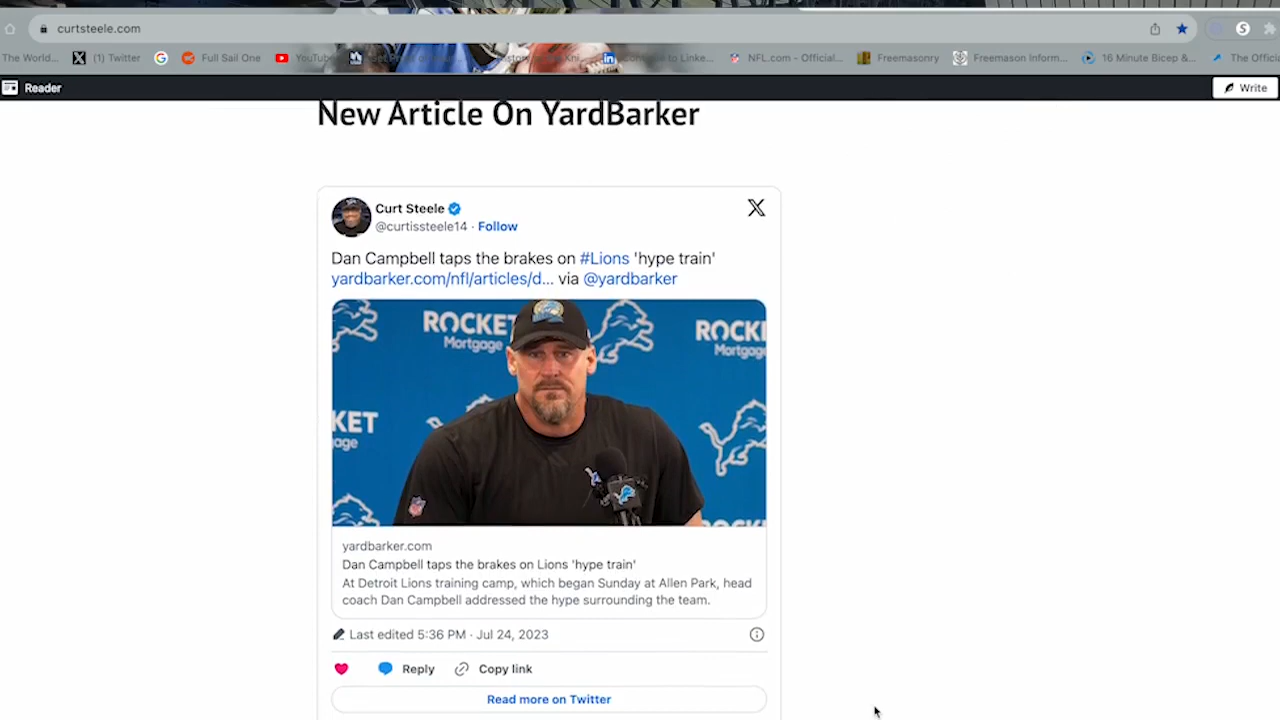 curtsteele.com
The World...
(1) Twitter
Full Sail One
YouTube
NFL.com - Official...
Freemasonry
Freemason Inform...
16 Minute Bicep &...
The Offici
Reader
Write
New Article On YardBarker
Curt Steele
@curtissteele14 · Follow
Dan Campbell taps the brakes on #Lions 'hype train'
yardbarker.com/nfl/articles/d... via @yardbarker
ROCKET
Mortgage
ROCKE
Mortgage
KET
gage
yardbarker.com
Dan Campbell taps the brakes on Lions 'hype train'
At Detroit Lions training camp, which began Sunday at Allen Park, head
coach Dan Campbell addressed the hype surrounding the team.
Last edited 5:36 PM · Jul 24, 2023
Reply
Copy link
Read more on Twitter